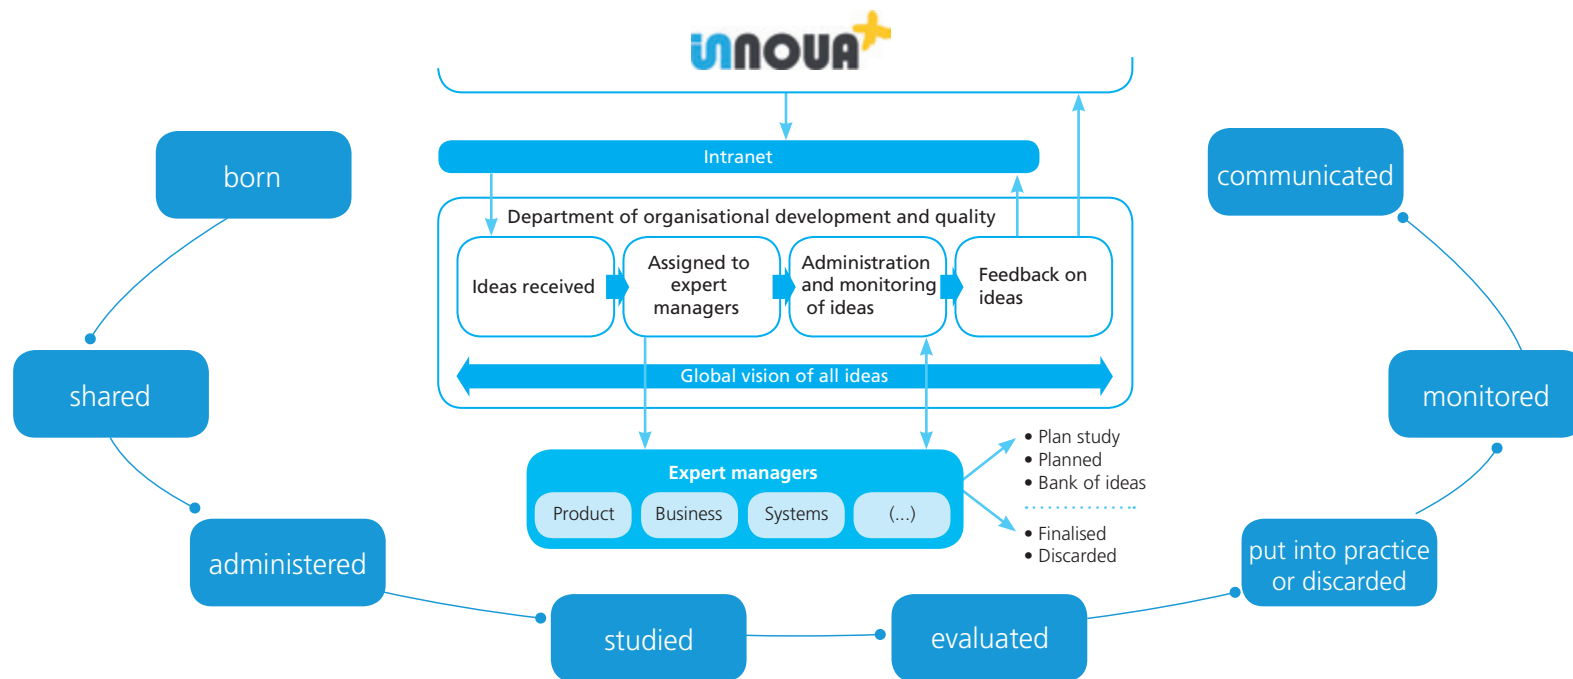 innova+
Intranet
Department of organisational development and quality
Ideas received
Assigned to
expert
managers
Administration
and monitoring
of ideas
Feedback on
ideas
Global vision of all ideas
Expert managers
Product
Business
Systems
(...)
• Plan study
• Planned
• Bank of ideas
• Finalised
• Discarded
born
shared
administered
studied
evaluated
put into practice
or discarded
monitored
communicated